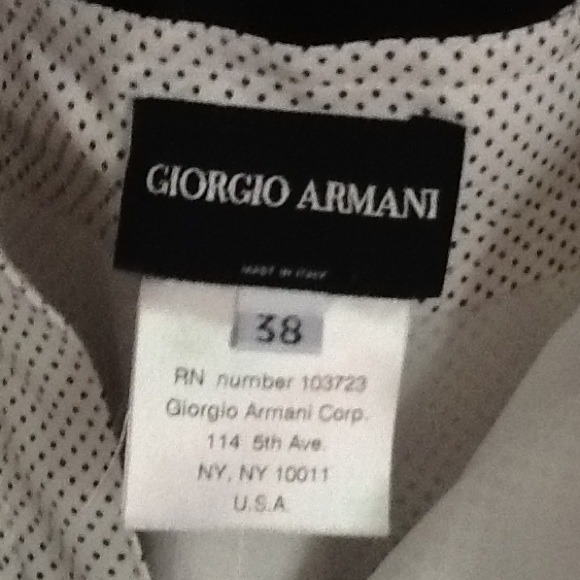 GIORGIO ARMANI
MADE IN ITALY
38
RN number 103723
Giorgio Armani Corp.
114 5th Ave.
NY, NY 10011
U.S.A.